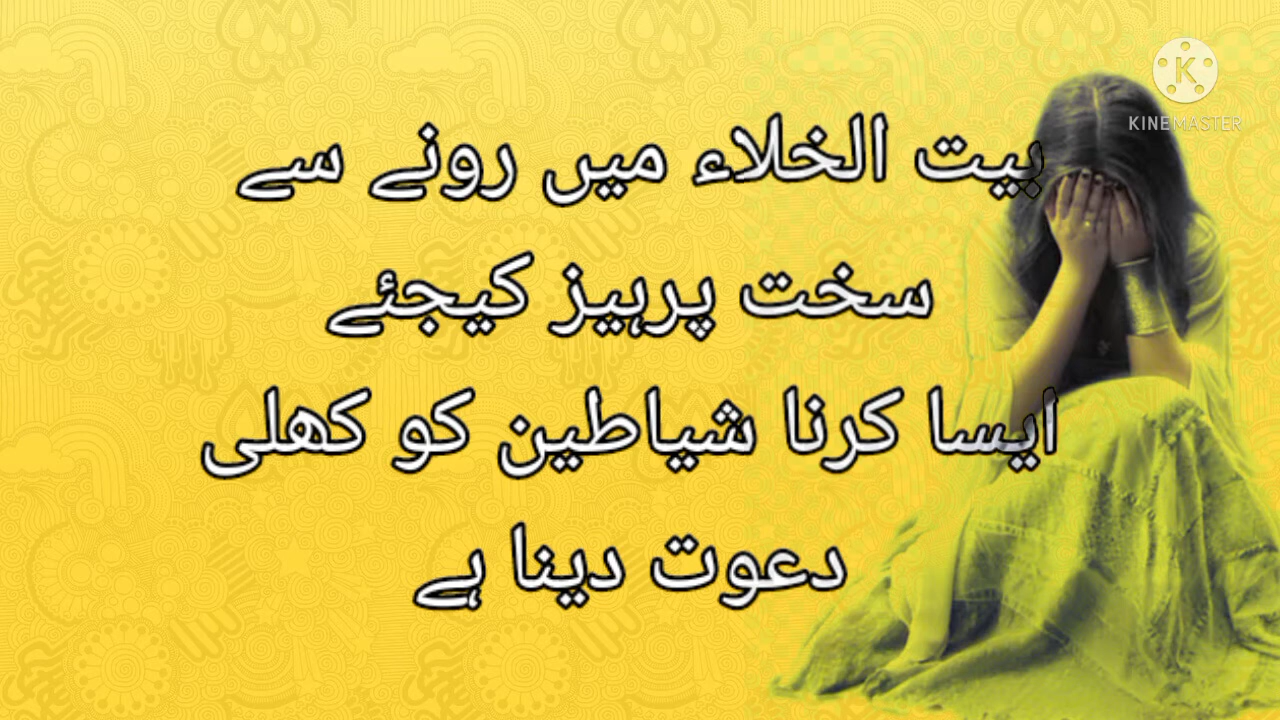 KINEMASTER
بیت الخلاء میں رونے سے
سخت پرہیز کیجئے
ایسا کرنا شیاطین کو کھلی
دعوت دینا ہے